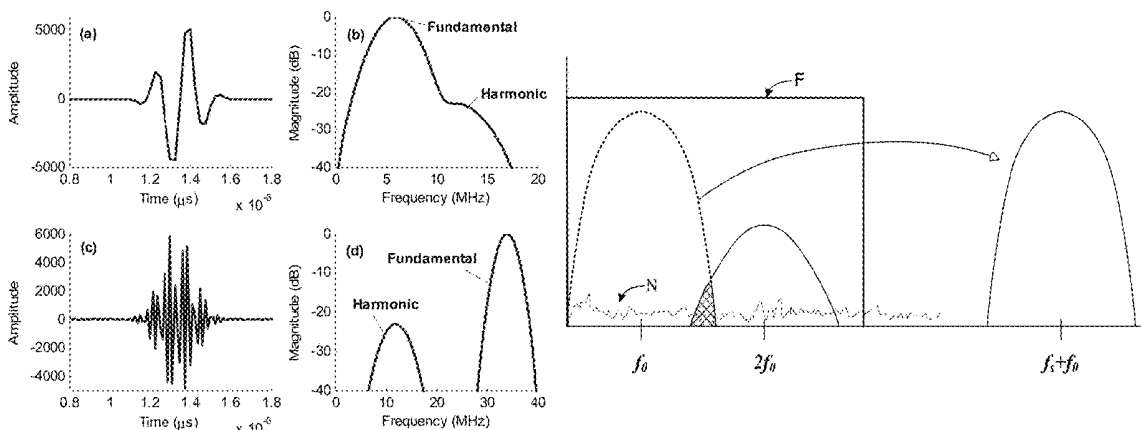 (a)
Amplitude
5000
0
-5000
0.8 1 1.2 1.4 1.6 1.8
Time (μs)
x 10⁻⁶
(b)
Magnitude (dB)
0
-10
-20
-30
-40
Fundamental
Harmonic
0 5 10 15 20
Frequency (MHz)
(c)
Amplitude
6000
4000
2000
0
-2000
-4000
0.8 1 1.2 1.4 1.6 1.8
Time (μs)
x 10⁻⁶
(d)
Magnitude (dB)
0
-10
-20
-30
-40
Fundamental
Harmonic
0 10 20 30 40
Frequency (MHz)
F
N
f₀
2f₀
fₛ+f₀